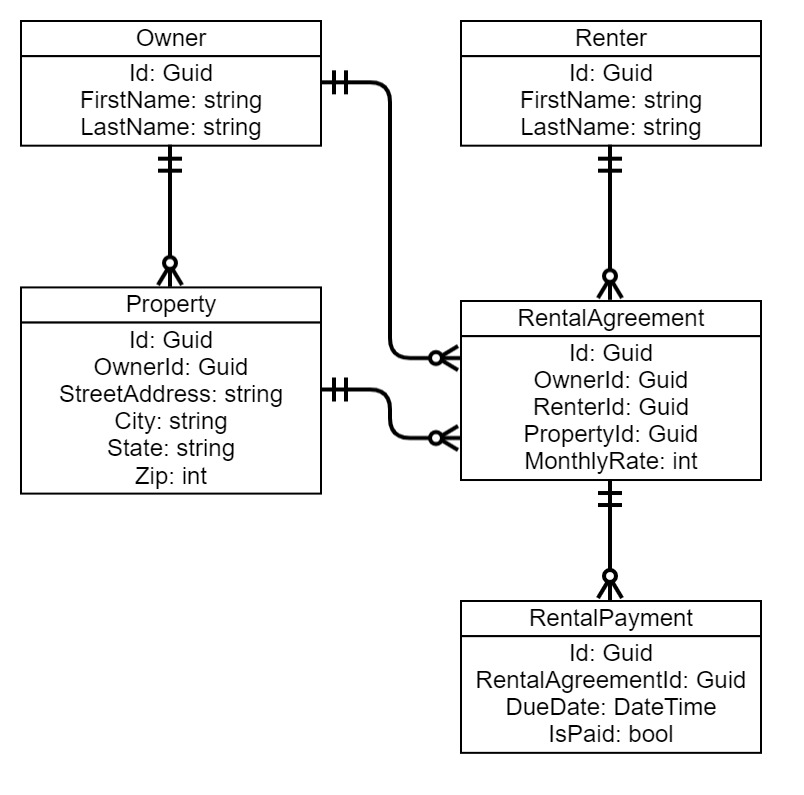 Owner
Id: Guid
FirstName: string
LastName: string
Renter
Id: Guid
FirstName: string
LastName: string
Property
Id: Guid
OwnerId: Guid
StreetAddress: string
City: string
State: string
Zip: int
RentalAgreement
Id: Guid
OwnerId: Guid
RenterId: Guid
PropertyId: Guid
MonthlyRate: int
RentalPayment
Id: Guid
RentalAgreementId: Guid
DueDate: DateTime
IsPaid: bool